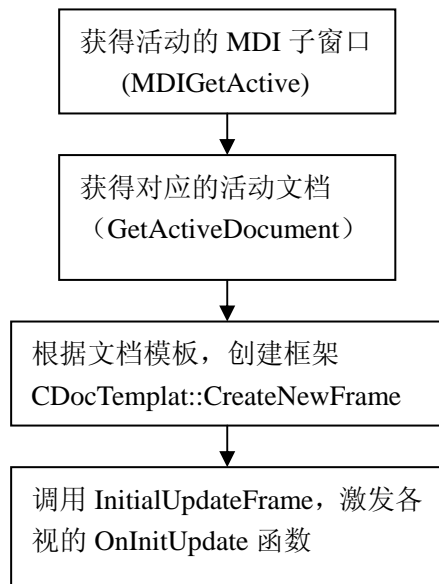 获得活动的 MDI 子窗口
(MDIGetActive)
获得对应的活动文档
（GetActiveDocument）
根据文档模板，创建框架
CDocTemplat::CreateNewFrame
调用 InitialUpdateFrame，激发各
视的 OnInitUpdate 函数